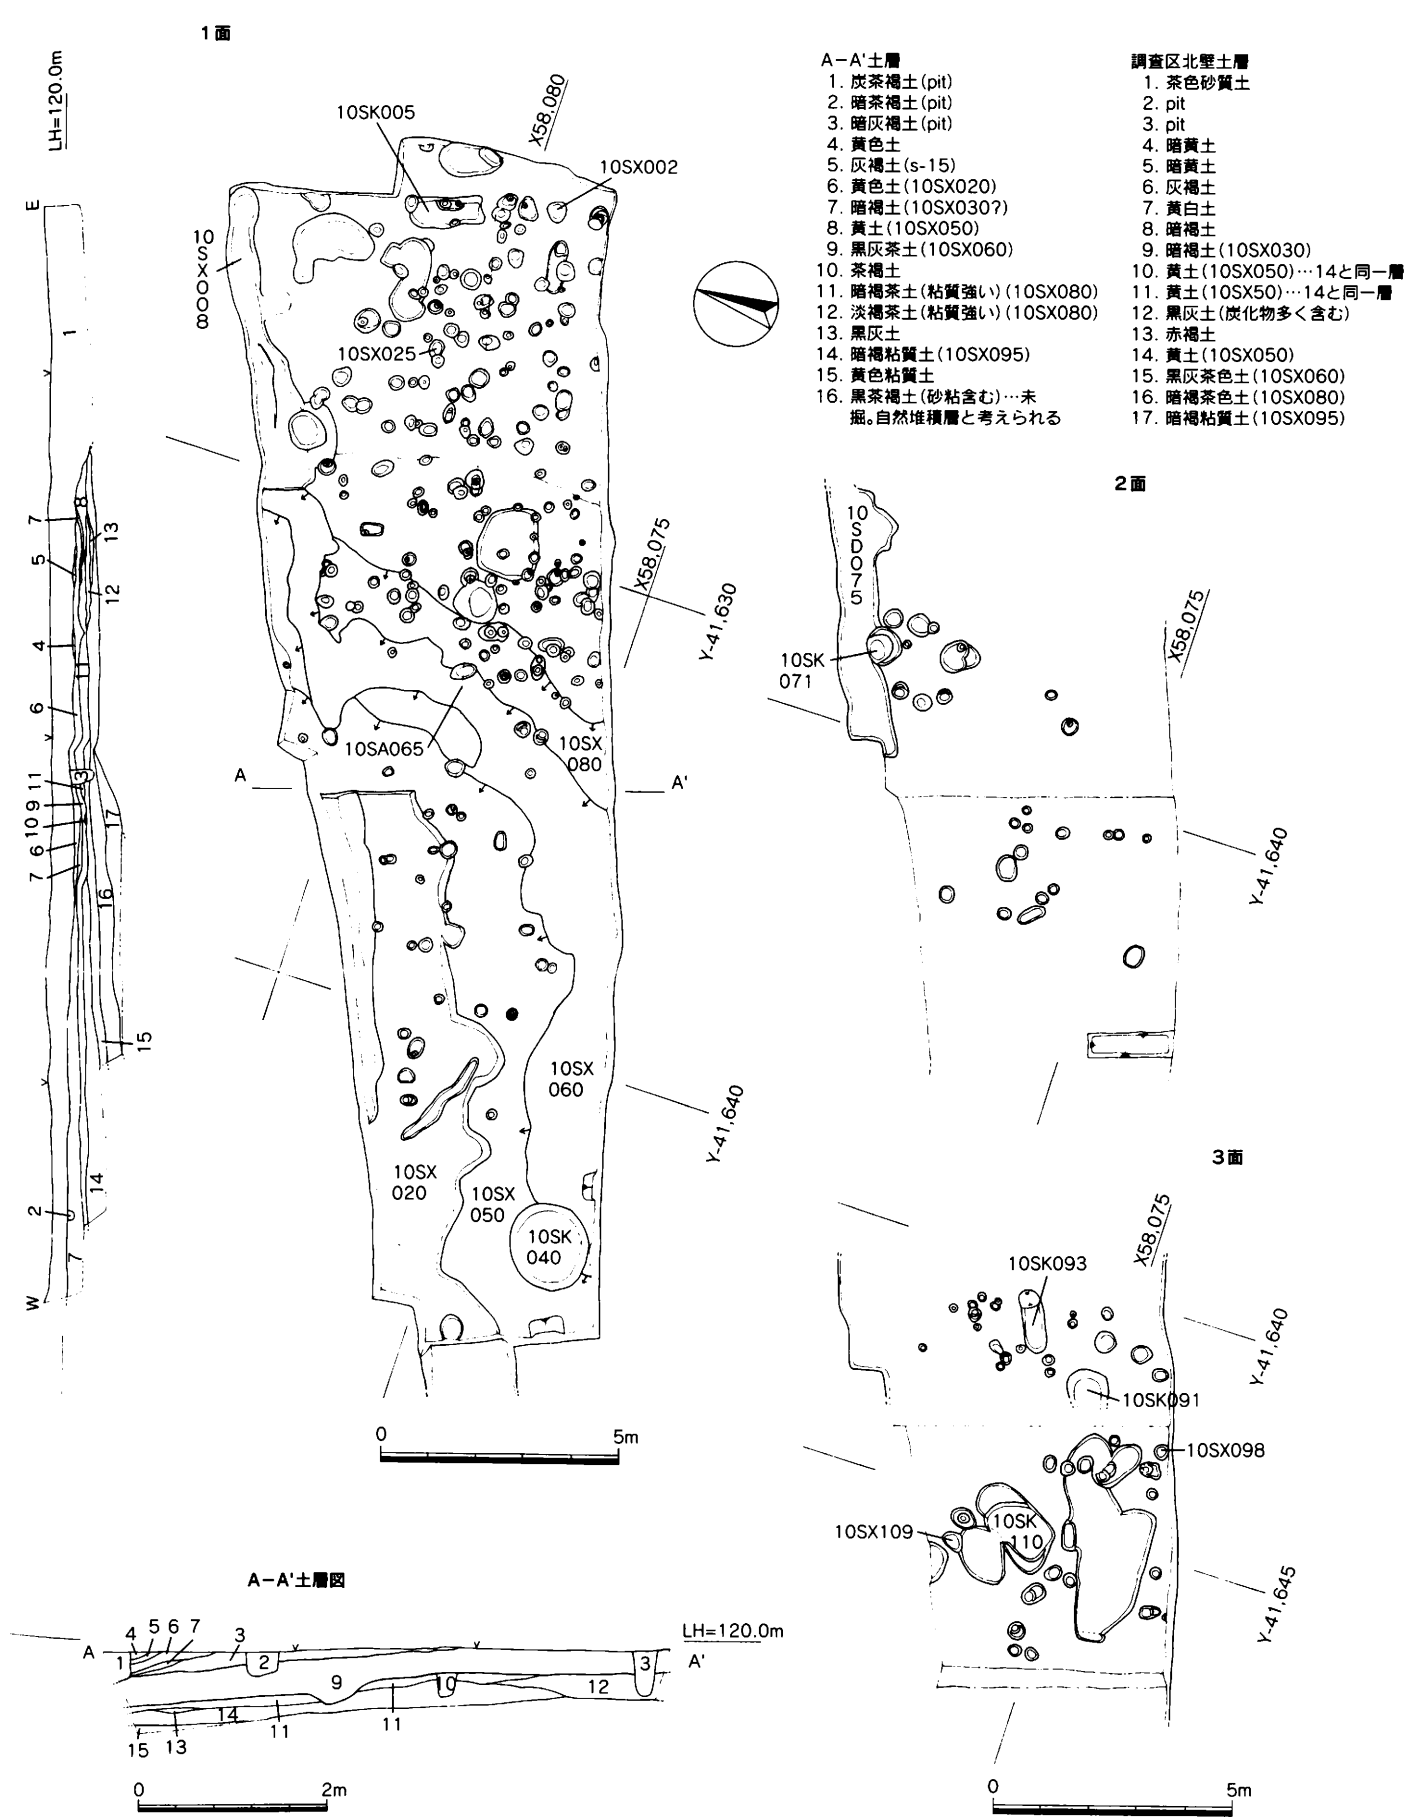 1面
LH=120.0m
E
1
8
7
13
5
12
4
11
6
3
11
9
10
6
7
17
16
15
14
2
7
W
10SK005
X58,080
10SX002
10SX008
10SX025
X58,075
Y-41,630
10SA065
10SX
080
A
A'
10SX
060
Y-41,640
10SX
020
10SX
050
10SK
040
0
5m
A-A'土層
1. 炭茶褐土(pit)
2. 暗茶褐土(pit)
3. 暗灰褐土(pit)
4. 黄色土
5. 灰褐土(s-15)
6. 黄色土(10SX020)
7. 暗褐土(10SX030?)
8. 黄土(10SX050)
9. 黒灰茶土(10SX060)
10. 茶褐土
11. 暗褐茶土(粘質強い)(10SX080)
12. 淡褐茶土(粘質強い)(10SX080)
13. 黒灰土
14. 暗褐粘質土(10SX095)
15. 黄色粘質土
16. 黒茶褐土(砂粘含む)…未
掘。自然堆積層と考えられる
調査区北壁土層
1. 茶色砂質土
2. pit
3. pit
4. 暗黄土
5. 暗黄土
6. 灰褐土
7. 黄白土
8. 暗褐土
9. 暗褐土(10SX030)
10. 黄土(10SX050)…14と同一層
11. 黄土(10SX50)…14と同一層
12. 黒灰土(炭化物多く含む)
13. 赤褐土
14. 黄土(10SX050)
15. 黒灰茶色土(10SX060)
16. 暗褐茶色土(10SX080)
17. 暗褐粘質土(10SX095)
2面
10SD075
10SK
071
X58,075
Y-41,640
3面
X58,075
10SK093
Y-41,640
10SK091
10SX098
10SK
110
10SX109
Y-41,645
0
5m
A-A'土層図
LH=120.0m
A
A'
4 5 6 7 3
1
2
3
9
10
12
14
11
11
15
13
0
2m